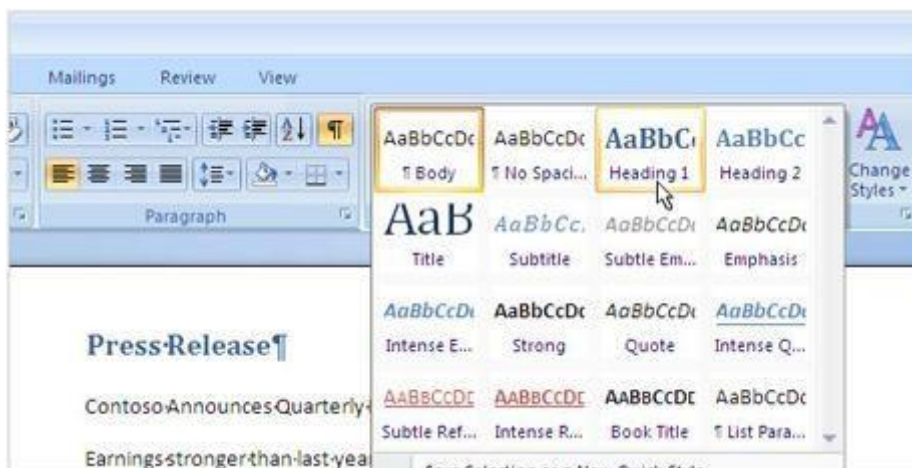 Mailings Review View
AaBbCcDc AaBbCcDc AaBbC AaBbCc
¶ Body ¶ No Spaci... Heading 1 Heading 2
Change
Styles
Paragraph
AaB AaBbCc. AaBbCcDc AaBbCcDc
Title Subtitle Subtle Em... Emphasis
AaBbCcDc AaBbCcDc AaBbCcDc AaBbCcDc
Intense E... Strong Quote Intense Q...
Press·Release¶
AABBCCDC AABBCCDC AABBCCDC AaBbCcDc
Subtle Ref... Intense R... Book Title ¶ List Para...
Contoso·Announces·Quarterly·
Earnings·stronger·than·last·yea